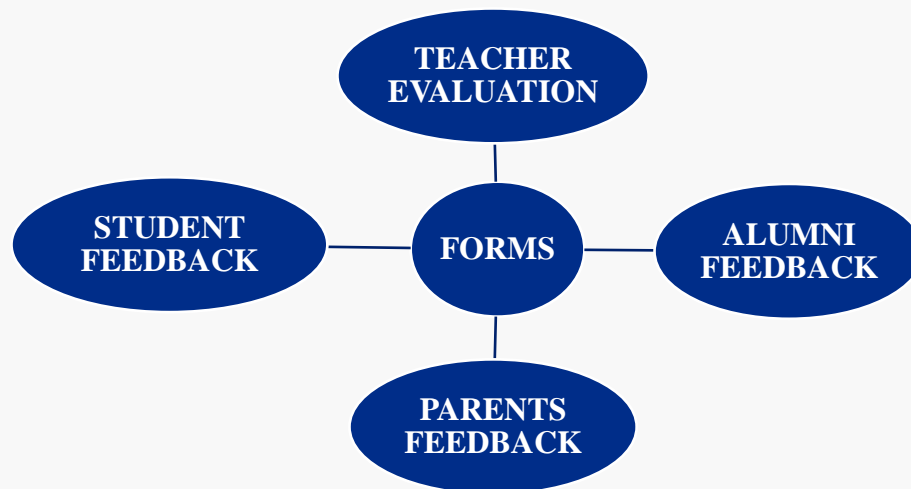 TEACHER
EVALUATION
STUDENT
FEEDBACK
FORMS
ALUMNI
FEEDBACK
PARENTS
FEEDBACK